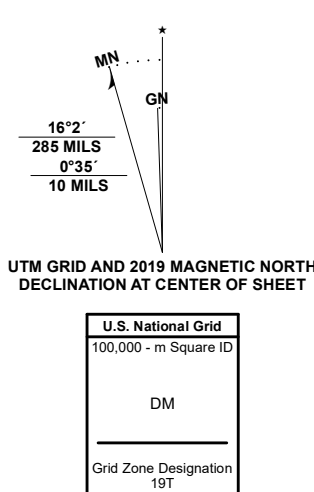 ★
MN
GN
16°2´
285 MILS
0°35´
10 MILS
UTM GRID AND 2019 MAGNETIC NORTH
DECLINATION AT CENTER OF SHEET
U.S. National Grid
100,000 - m Square ID
DM
Grid Zone Designation
19T